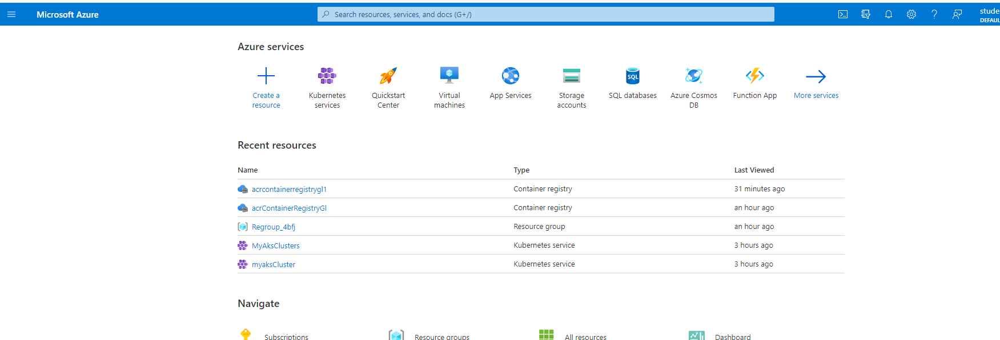 Microsoft Azure
Search resources, services, and docs (G+/)
stude
DEFAUL
Azure services
Create a
resource
Kubernetes
services
Quickstart
Center
Virtual
machines
App Services
Storage
accounts
SQL
SQL databases
Azure Cosmos
DB
Function App
More services
Recent resources
Name Type Last Viewed
acrcontainerregistrygl1 Container registry 31 minutes ago
acrContainerRegistryGl Container registry an hour ago
Regroup_4bfj Resource group an hour ago
MyAksClusters Kubernetes service 3 hours ago
myaksCluster Kubernetes service 3 hours ago
Navigate
Subscriptions Resource groups All resources Dashboard